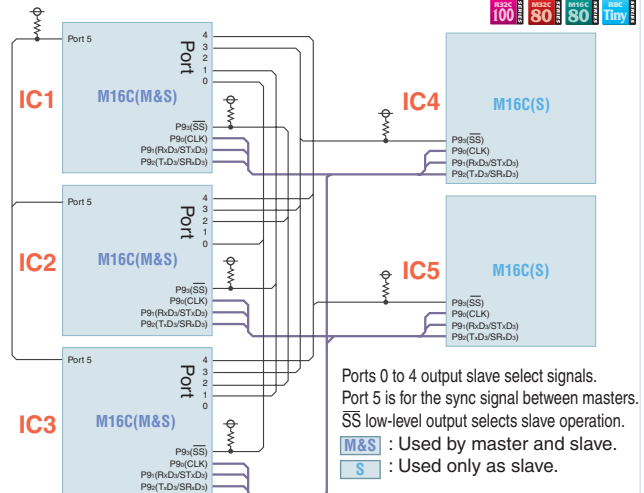 R32C 100 SERIES
M32C 80 SERIES
M16C 80 SERIES
R8C Tiny SERIES
IC1
Port 5
M16C(M&S)
Port
4
3
2
1
0
P93(SS)
P90(CLK)
P91(RxD3/STxD3)
P92(TxD3/SRxD3)
IC2
Port 5
M16C(M&S)
Port
4
3
2
1
0
P93(SS)
P90(CLK)
P91(RxD3/STxD3)
P92(TxD3/SRxD3)
IC3
Port 5
M16C(M&S)
Port
4
3
2
1
0
P93(SS)
P90(CLK)
P91(RxD3/STxD3)
P92(TxD3/SRxD3)
IC4
M16C(S)
P93(SS)
P90(CLK)
P91(RxD3/STxD3)
P92(TxD3/SRxD3)
IC5
M16C(S)
P93(SS)
P90(CLK)
P91(RxD3/STxD3)
P92(TxD3/SRxD3)
Ports 0 to 4 output slave select signals.
Port 5 is for the sync signal between masters.
SS low-level output selects slave operation.
M&S : Used by master and slave.
S : Used only as slave.